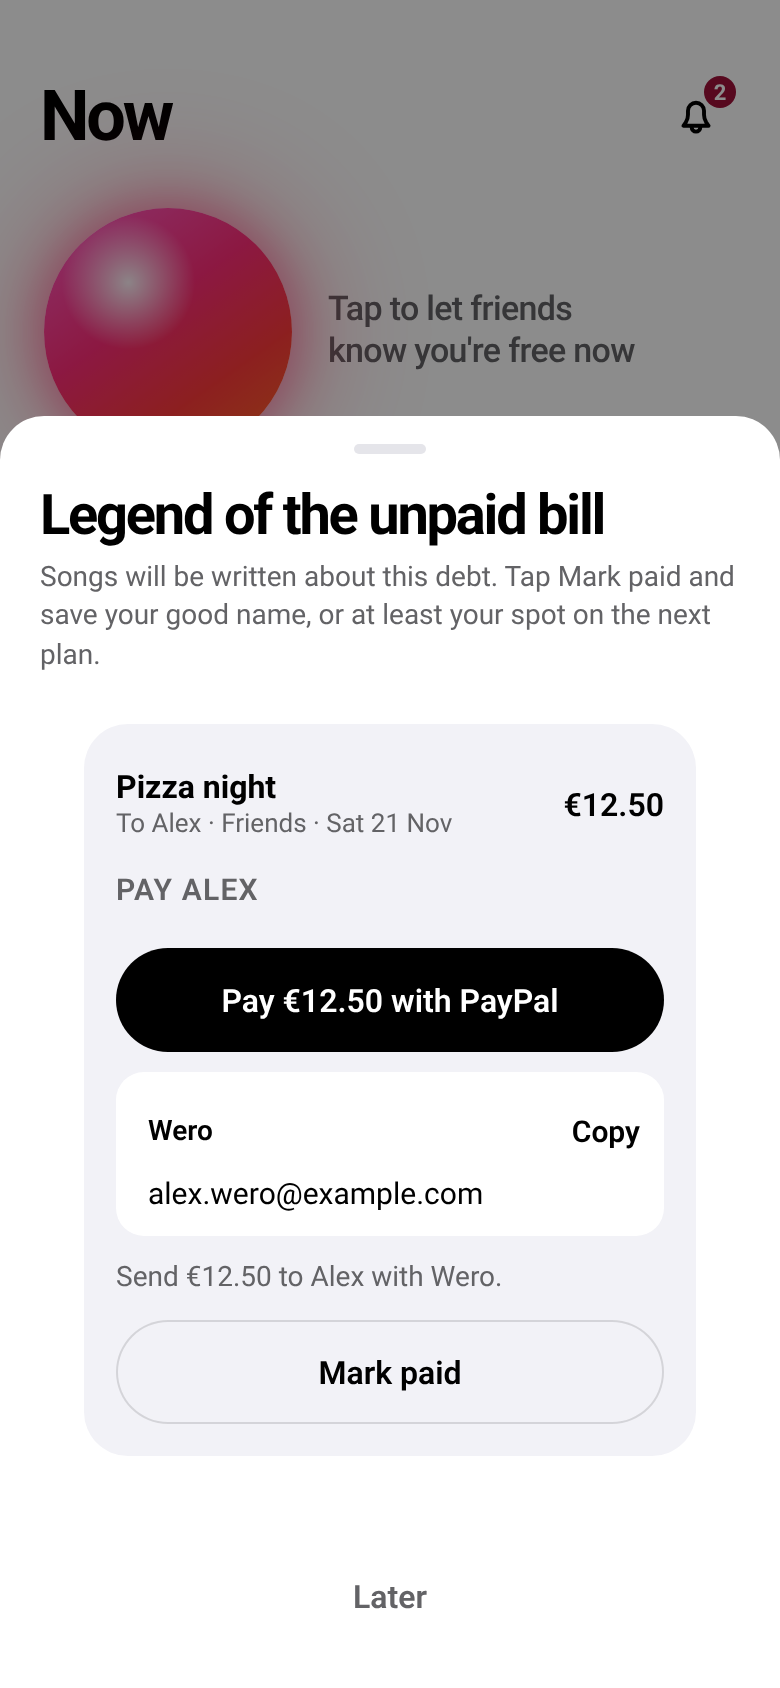 Now
2
Tap to let friends
know you're free now
Legend of the unpaid bill
Songs will be written about this debt. Tap Mark paid and
save your good name, or at least your spot on the next
plan.
Pizza night
To Alex · Friends · Sat 21 Nov
€12.50
PAY ALEX
Pay €12.50 with PayPal
Wero
Copy
alex.wero@example.com
Send €12.50 to Alex with Wero.
Mark paid
Later